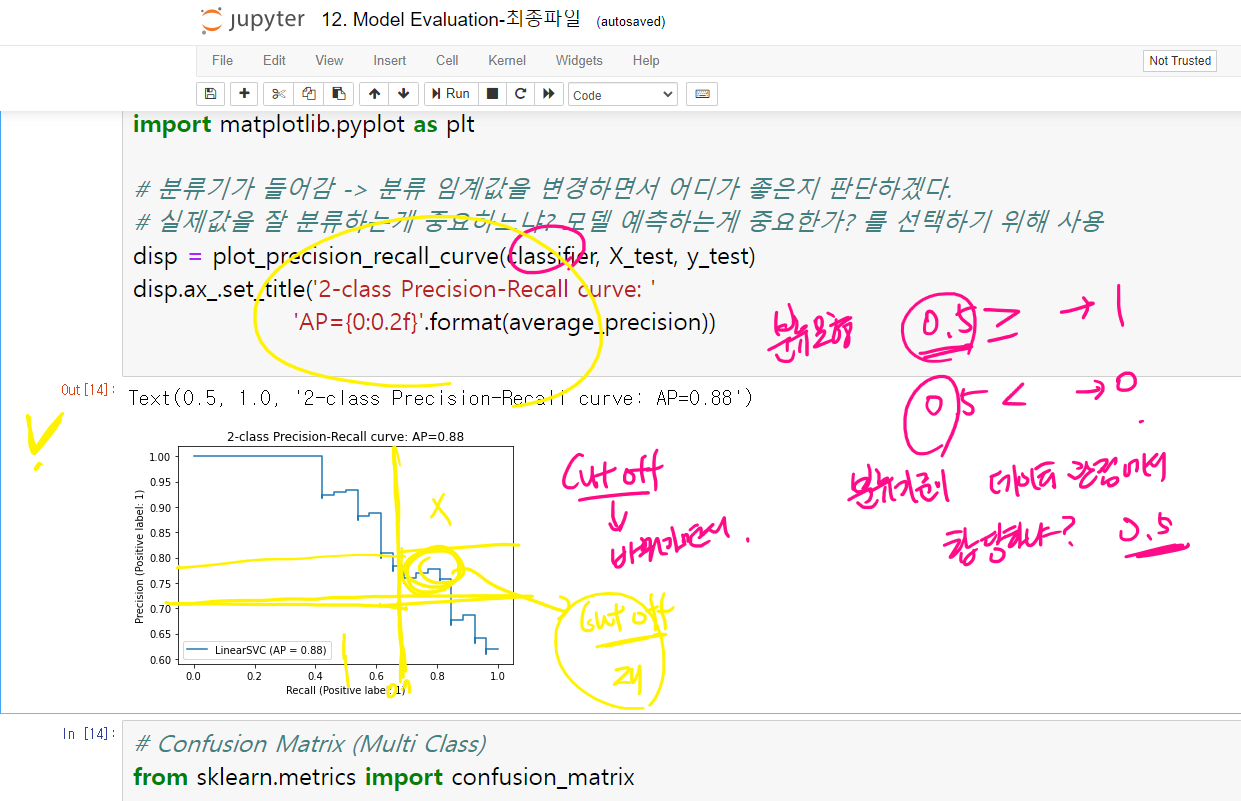 jupyter 12. Model Evaluation-최종파일 (autosaved)
File Edit View Insert Cell Kernel Widgets Help Not Trusted
Run Code
import matplotlib.pyplot as plt
# 분류기가 들어감 -> 분류 임계값을 변경하면서 어디가 좋은지 판단하겠다.
# 실제값을 잘 분류하는게 중요하느냐? 모델 예측하는게 중요한가? 를 선택하기 위해 사용
disp = plot_precision_recall_curve(classifier, X_test, y_test)
disp.ax_.set_title('2-class Precision-Recall curve: '
'AP={0:0.2f}'.format(average_precision))
분류모형 0.5 ≥ → 1
0.5 < → 0
Out[14]: Text(0.5, 1.0, '2-class Precision-Recall curve: AP=0.88')
2-class Precision-Recall curve: AP=0.88
1.00
0.95
0.90
0.85
0.80
0.75
0.70
0.65
0.60
Precision (Positive label: 1)
LinearSVC (AP = 0.88)
0.0 0.2 0.4 0.6 0.8 1.0
Recall (Positive label: 1)
X
Cut off
↓
바뀌가면서.
분류기준이 데이터 관점에서
합당하냐? 0.5
Cut off
In [14]: # Confusion Matrix (Multi Class)
from sklearn.metrics import confusion_matrix